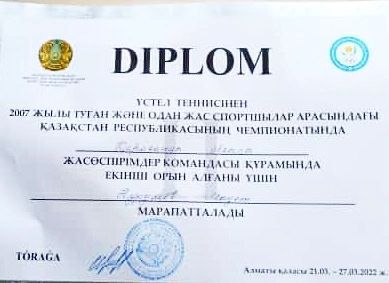 DIPLOM
ҮСТЕЛ ТЕННИСІНЕН
2007 ЖЫЛЫ ТУҒАН ЖӘНЕ ОДАН ЖАС СПОРТШЫЛАР АРАСЫНДАҒЫ
ҚАЗАҚСТАН РЕСПУБЛИКАСЫНЫҢ ЧЕМПИОНАТЫНДА
ЖАСӨСПІРІМДЕР КОМАНДАСЫ ҚҰРАМЫНДА
ЕКІНШІ ОРЫН АЛҒАНЫ ҮШІН
МАРАПАТТАЛАДЫ
TÓRAĞA
Алматы қаласы 21.03. - 27.03.2022 ж.